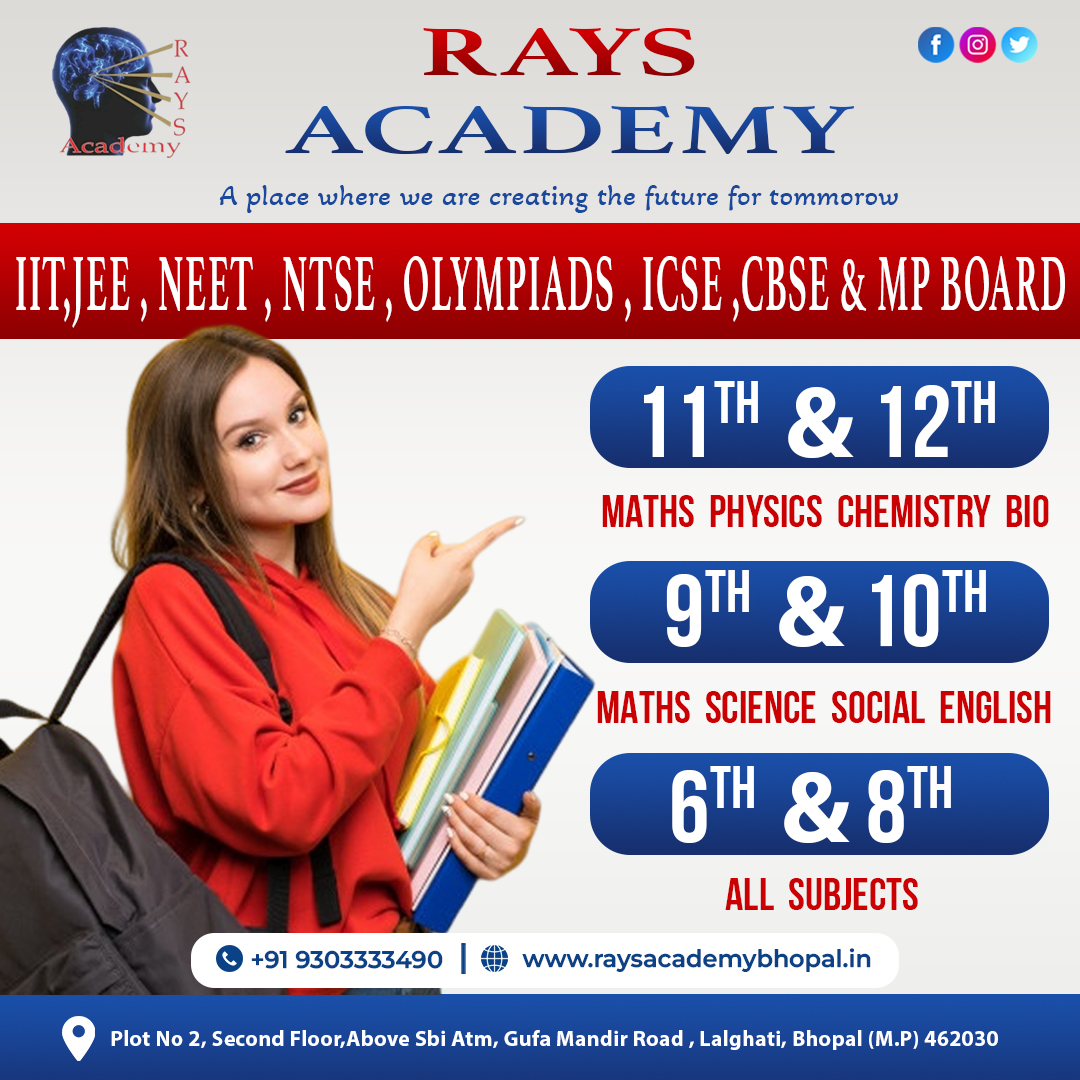 RAYS
Academy
RAYS
ACADEMY
A place where we are creating the future for tommorow
IIT,JEE , NEET , NTSE , OLYMPIADS , ICSE ,CBSE & MP BOARD
11TH & 12TH
MATHS PHYSICS CHEMISTRY BIO
9TH & 10TH
MATHS SCIENCE SOCIAL ENGLISH
6TH & 8TH
ALL SUBJECTS
+91 9303333490 | www.raysacademybhopal.in
Plot No 2, Second Floor,Above Sbi Atm, Gufa Mandir Road , Lalghati, Bhopal (M.P) 462030